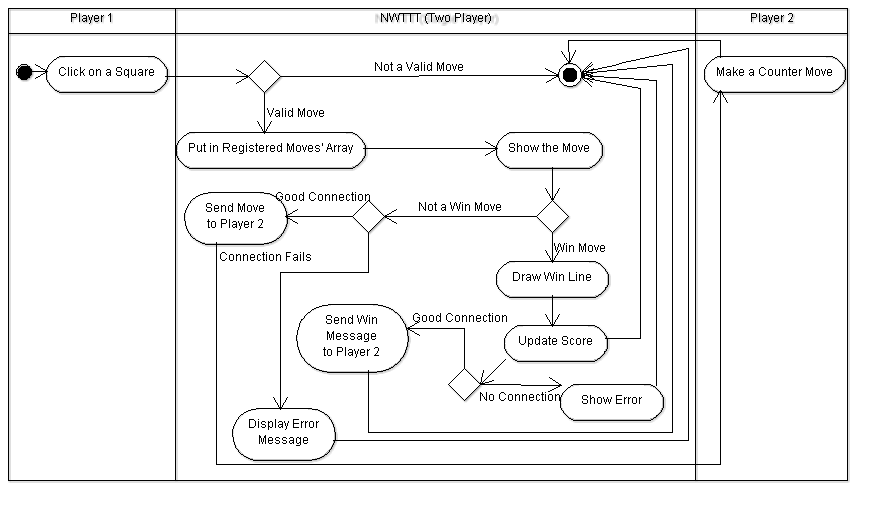 Player 1
NWTTT (Two Player)
Player 2
Click on a Square
Not a Valid Move
Make a Counter Move
Valid Move
Put in Registered Moves' Array
Show the Move
Good Connection
Not a Win Move
Send Move
to Player 2
Win Move
Connection Fails
Draw Win Line
Send Win
Message
to Player 2
Good Connection
Update Score
No Connection
Show Error
Display Error
Message